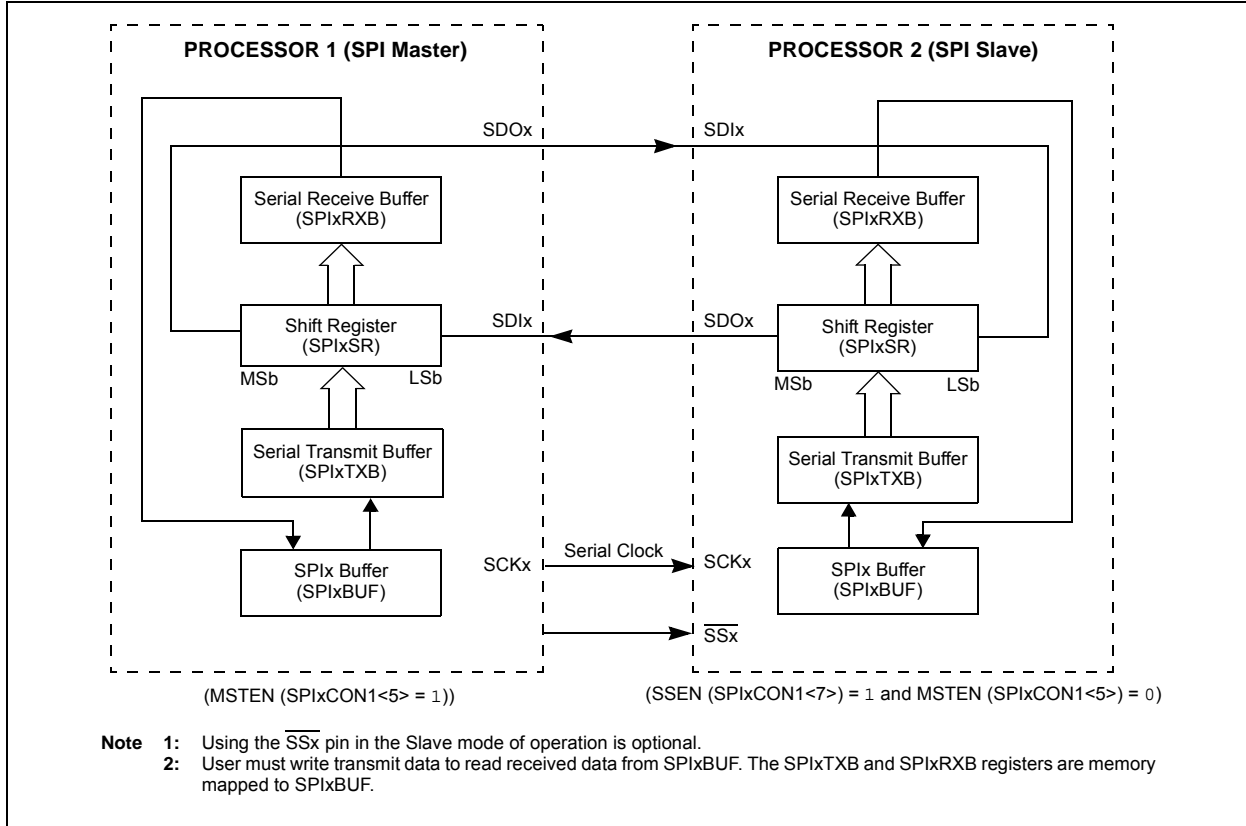 PROCESSOR 1 (SPI Master)
PROCESSOR 2 (SPI Slave)
SDOx
SDIx
Serial Receive Buffer
(SPIxRXB)
Serial Receive Buffer
(SPIxRXB)
Shift Register
(SPIxSR)
SDIx
SDOx
Shift Register
(SPIxSR)
MSb
LSb
MSb
LSb
Serial Transmit Buffer
(SPIxTXB)
Serial Transmit Buffer
(SPIxTXB)
SPIx Buffer
(SPIxBUF)
SCKx
Serial Clock
SCKx
SPIx Buffer
(SPIxBUF)
SSx
(MSTEN (SPIxCON1<5> = 1))
(SSEN (SPIxCON1<7>) = 1 and MSTEN (SPIxCON1<5>) = 0)
Note 1: Using the SSx pin in the Slave mode of operation is optional.
2: User must write transmit data to read received data from SPIxBUF. The SPIxTXB and SPIxRXB registers are memory
mapped to SPIxBUF.